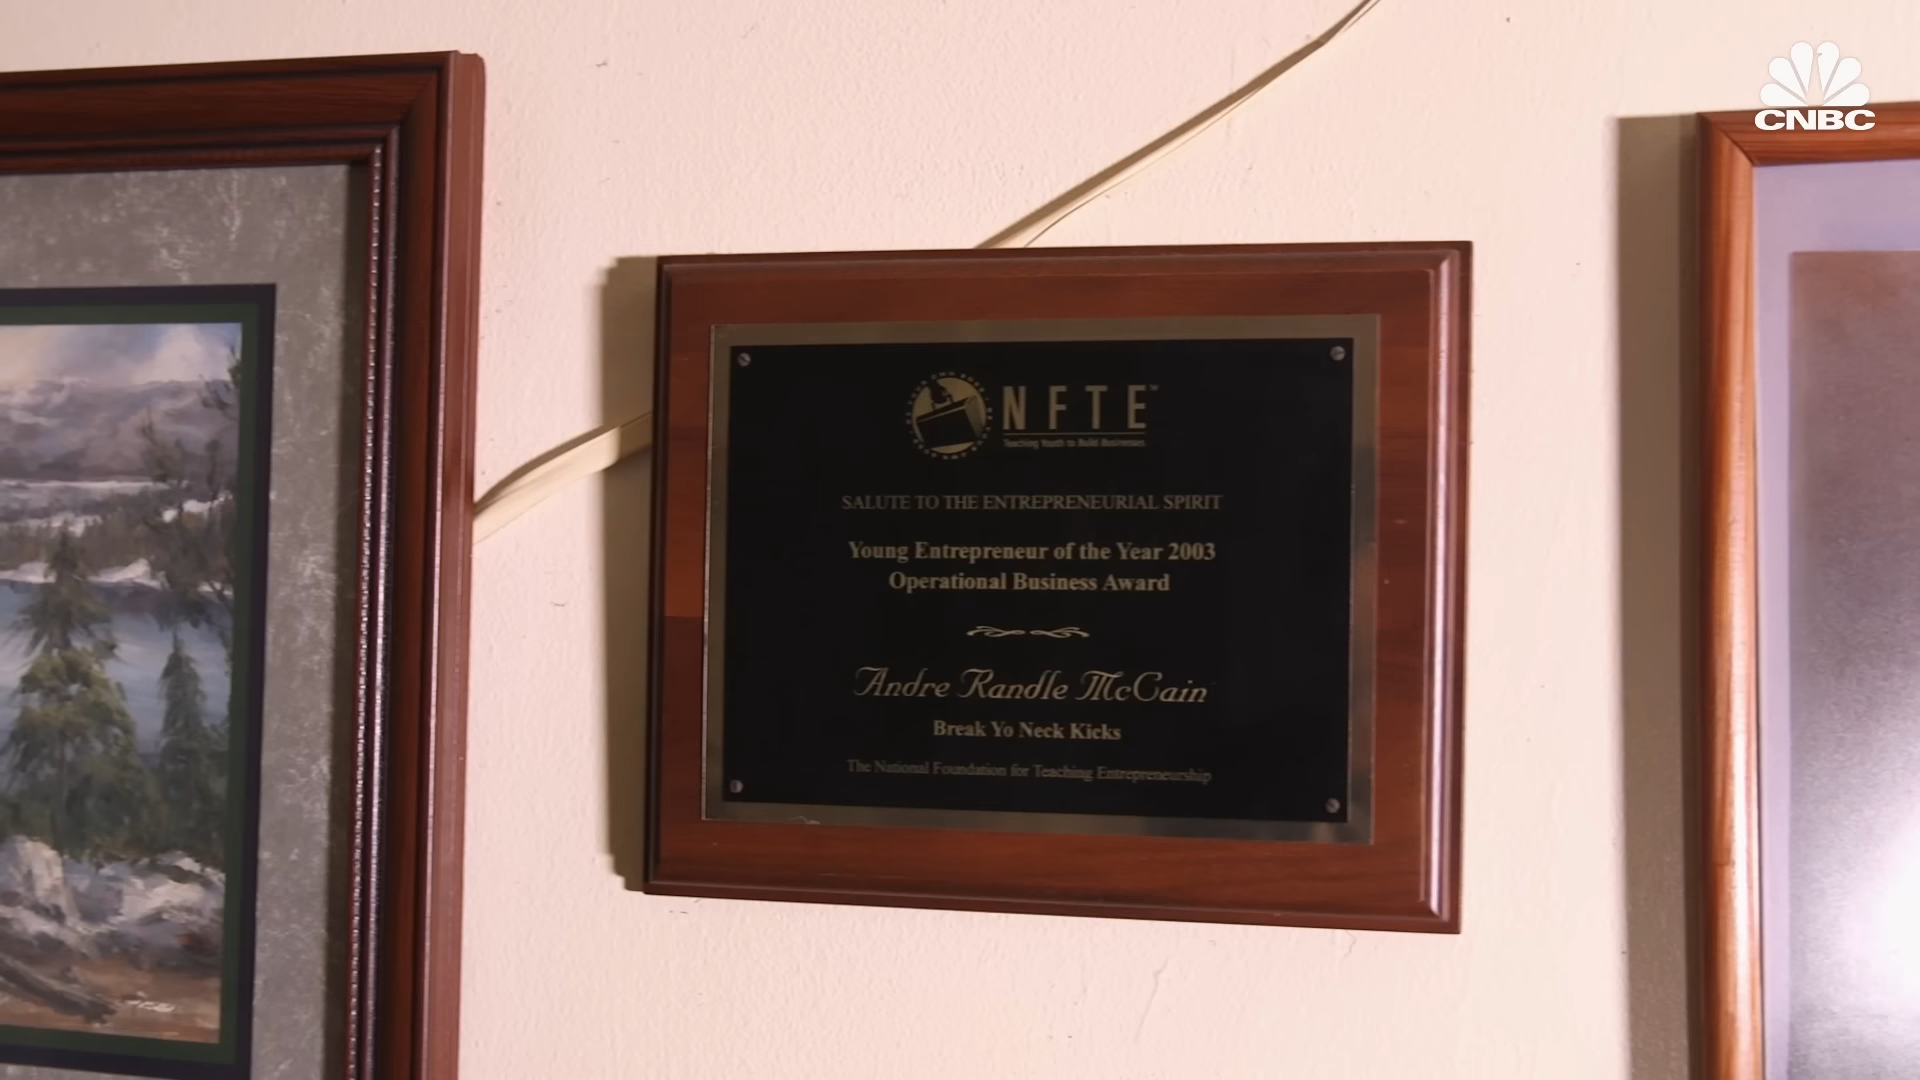 CNBC
NFTE™
Teaching Youth to Build Businesses
SALUTE TO THE ENTREPRENEURIAL SPIRIT
Young Entrepreneur of the Year 2003
Operational Business Award
Andre Randle McCain
Break Yo Neck Kicks
The National Foundation for Teaching Entrepreneurship